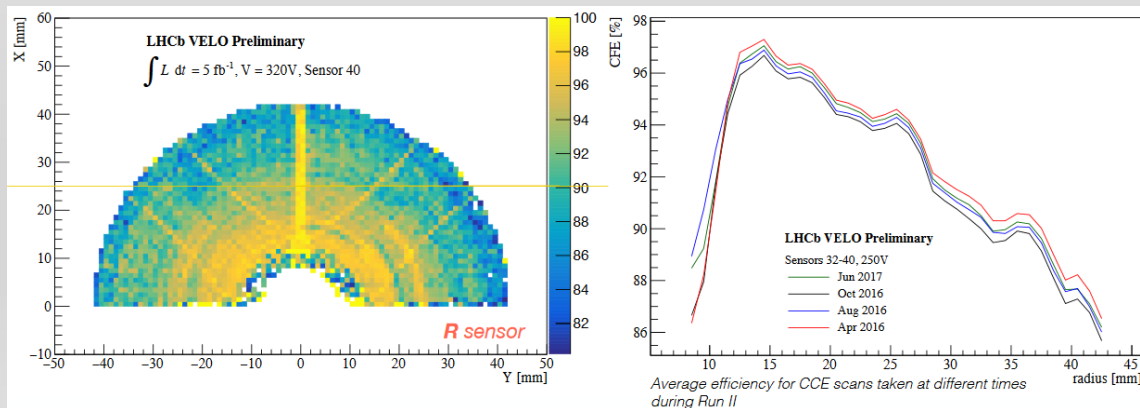 X [mm]
60
50
40
30
20
10
0
−10
LHCb VELO Preliminary
∫ L dt = 5 fb⁻¹, V = 320V, Sensor 40
R sensor
−50 −40 −30 −20 −10 0 10 20 30 40 50
Y [mm]
100
98
96
94
92
90
88
86
84
82
CFE [%]
98
96
94
92
90
88
86
LHCb VELO Preliminary
Sensors 32-40, 250V
Jun 2017
Oct 2016
Aug 2016
Apr 2016
10 15 20 25 30 35 40 45
radius [mm]
Average efficiency for CCE scans taken at different times
during Run II